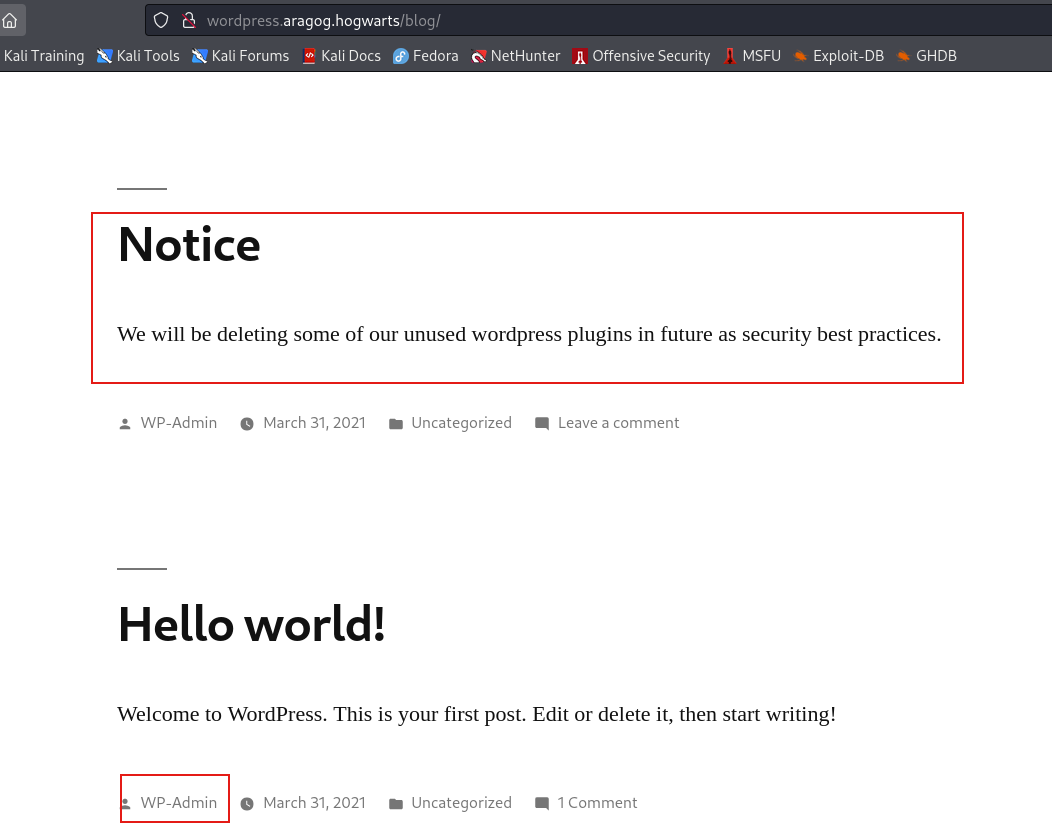 wordpress.aragog.hogwarts/blog/
Kali Training Kali Tools Kali Forums Kali Docs Fedora NetHunter Offensive Security MSFU Exploit-DB GHDB
Notice
We will be deleting some of our unused wordpress plugins in future as security best practices.
WP-Admin March 31, 2021 Uncategorized Leave a comment
Hello world!
Welcome to WordPress. This is your first post. Edit or delete it, then start writing!
WP-Admin March 31, 2021 Uncategorized 1 Comment